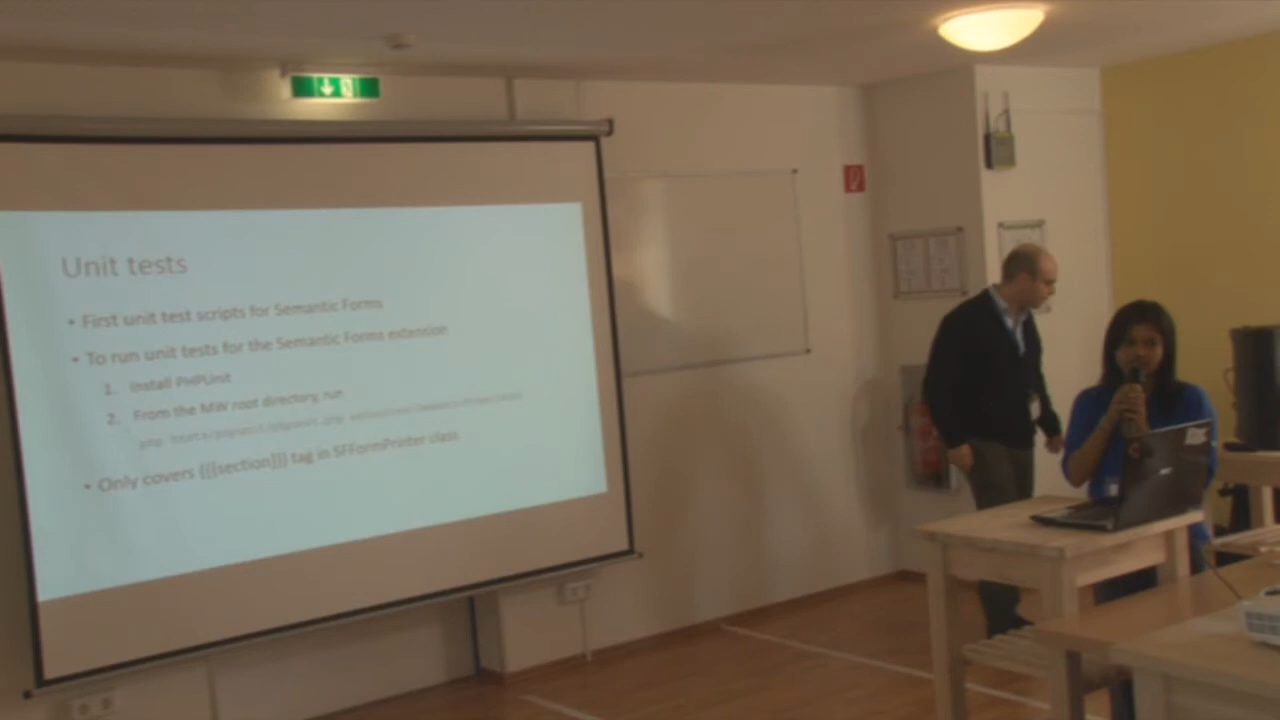 Unit tests
• First unit test scripts for Semantic Forms
• To run unit tests for the Semantic Forms extension
1. Install PHPUnit
2. From the MW root directory, run
• Only covers {{{section}}} tag in SFFormPrinter class